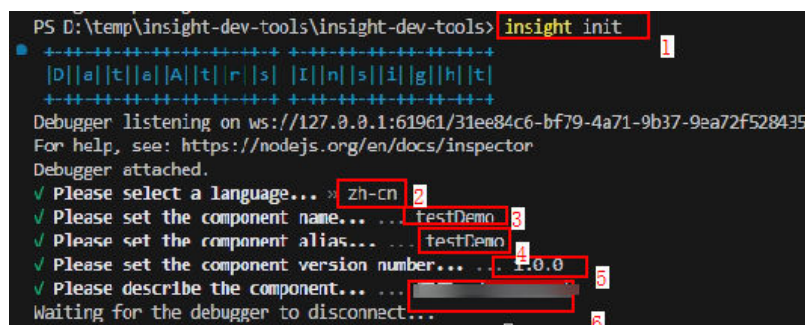 PS D:\temp\insight-dev-tools\insight-dev-tools> insight init
1
+-++-++-++-++-++-++-++-+ +-++-++-++-++-++-++-+
|D||a||t||a||A||t||r||s| |I||n||s||i||g||h||t|
+-++-++-++-++-++-++-++-+ +-++-++-++-++-++-++-+
Debugger listening on ws://127.0.0.1:61961/31ee84c6-bf79-4a71-9b37-9ea72f528435
For help, see: https://nodejs.org/en/docs/inspector
Debugger attached.
√ Please select a language... » zh-cn 2
√ Please set the component name... ... testDemo 3
√ Please set the component alias... ... testDemo 4
√ Please set the component version number... ... 1.0.0 5
√ Please describe the component... ...
Waiting for the debugger to disconnect...
6